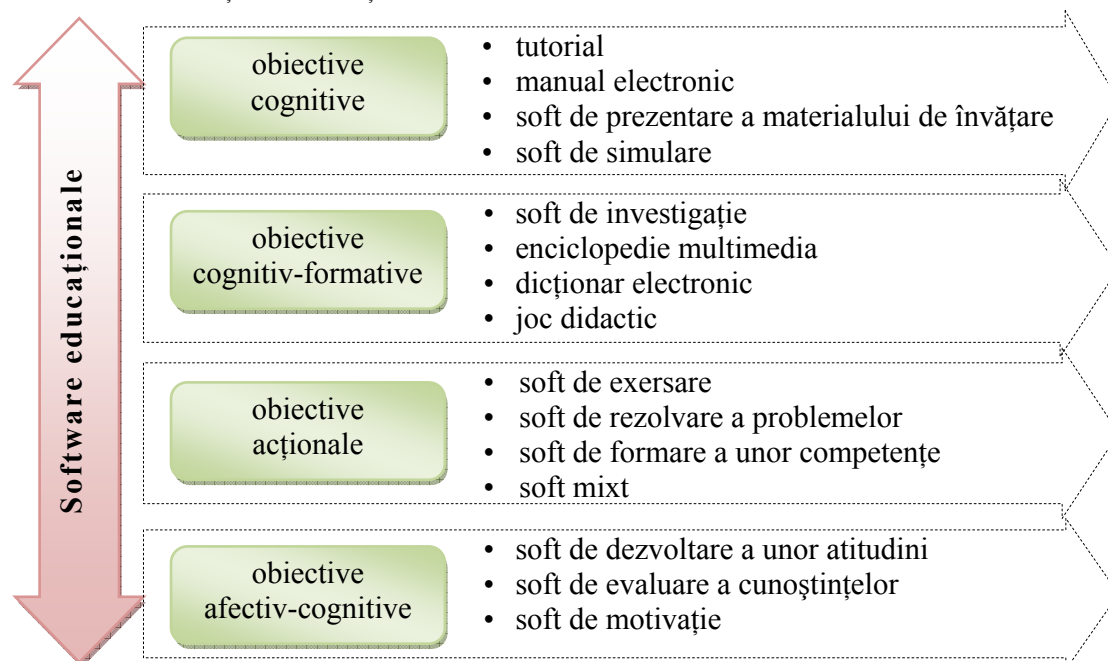 Software educaționale
obiective
cognitive
• tutorial
• manual electronic
• soft de prezentare a materialului de învățare
• soft de simulare
obiective
cognitiv-formative
• soft de investigație
• enciclopedie multimedia
• dicționar electronic
• joc didactic
obiective
acționale
• soft de exersare
• soft de rezolvare a problemelor
• soft de formare a unor competențe
• soft mixt
obiective
afectiv-cognitive
• soft de dezvoltare a unor atitudini
• soft de evaluare a cunoştințelor
• soft de motivație